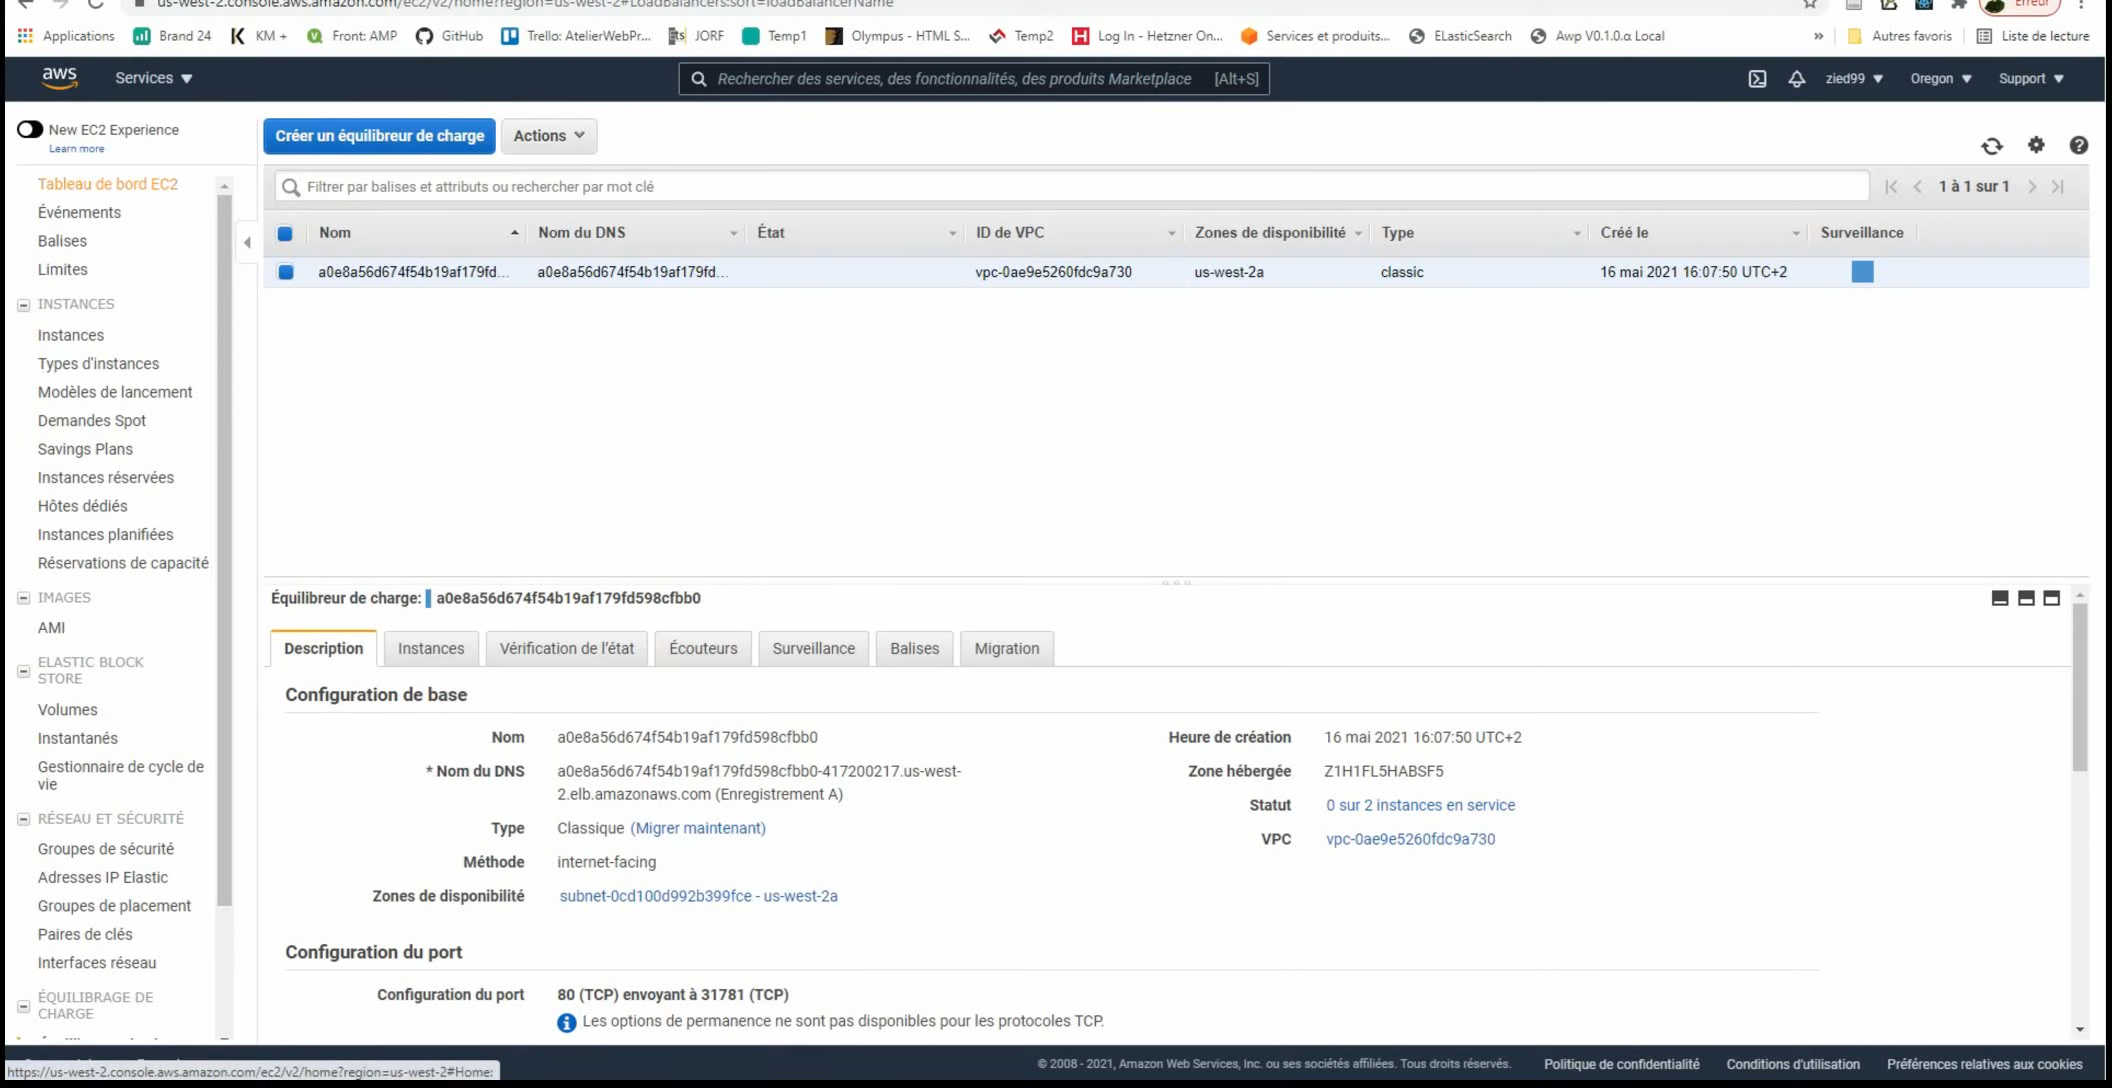 us-west-2.console.aws.amazon.com/ec2/v2/home?region=us-west-2#LoadBalancers:sort=loadBalancerName
Erreur
Applications Brand 24 KM + Front: AMP GitHub Trello: AtelierWebPr... JORF Temp1 Olympus - HTML S... Temp2 Log In - Hetzner On... Services et produits... ELasticSearch Awp V0.1.0.α Local » Autres favoris Liste de lecture
aws Services Rechercher des services, des fonctionnalités, des produits Marketplace [Alt+S] zied99 Oregon Support
New EC2 Experience
Learn more
Tableau de bord EC2
Événements
Balises
Limites
INSTANCES
Instances
Types d'instances
Modèles de lancement
Demandes Spot
Savings Plans
Instances réservées
Hôtes dédiés
Instances planifiées
Réservations de capacité
IMAGES
AMI
ELASTIC BLOCK
STORE
Volumes
Instantanés
Gestionnaire de cycle de
vie
RÉSEAU ET SÉCURITÉ
Groupes de sécurité
Adresses IP Elastic
Groupes de placement
Paires de clés
Interfaces réseau
ÉQUILIBRAGE DE
CHARGE
Créer un équilibreur de charge Actions
Filtrer par balises et attributs ou rechercher par mot clé 1 à 1 sur 1
Nom Nom du DNS État ID de VPC Zones de disponibilité Type Créé le Surveillance
a0e8a56d674f54b19af179fd... a0e8a56d674f54b19af179fd... vpc-0ae9e5260fdc9a730 us-west-2a classic 16 mai 2021 16:07:50 UTC+2
Équilibreur de charge: a0e8a56d674f54b19af179fd598cfbb0
Description Instances Vérification de l'état Écouteurs Surveillance Balises Migration
Configuration de base
Nom a0e8a56d674f54b19af179fd598cfbb0
* Nom du DNS a0e8a56d674f54b19af179fd598cfbb0-417200217.us-west-
2.elb.amazonaws.com (Enregistrement A)
Type Classique (Migrer maintenant)
Méthode internet-facing
Zones de disponibilité subnet-0cd100d992b399fce - us-west-2a
Heure de création 16 mai 2021 16:07:50 UTC+2
Zone hébergée Z1H1FL5HABSF5
Statut 0 sur 2 instances en service
VPC vpc-0ae9e5260fdc9a730
Configuration du port
Configuration du port 80 (TCP) envoyant à 31781 (TCP)
Les options de permanence ne sont pas disponibles pour les protocoles TCP.
https://us-west-2.console.aws.amazon.com/ec2/v2/home?region=us-west-2#Home:
© 2008 - 2021, Amazon Web Services, Inc. ou ses sociétés affiliées. Tous droits réservés. Politique de confidentialité Conditions d'utilisation Préférences relatives aux cookies